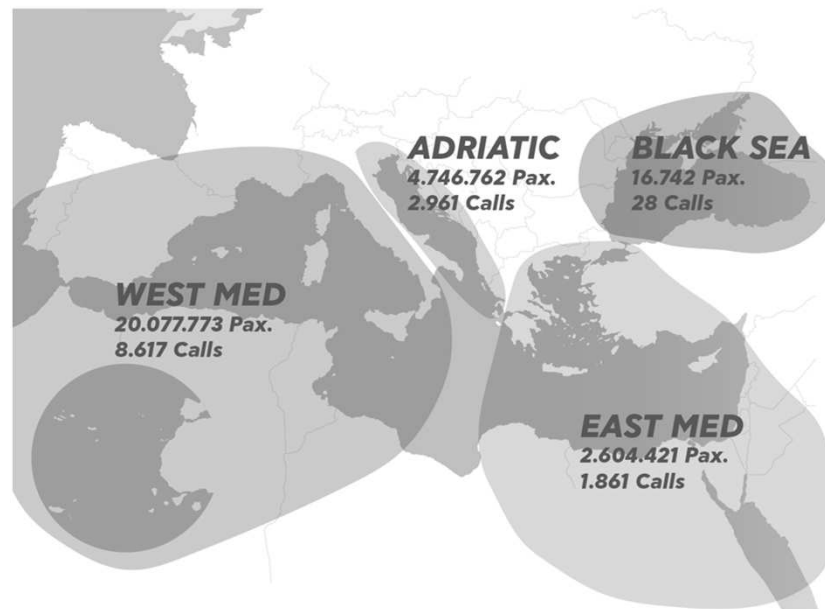 ADRIATIC
4.746.762 Pax.
2.961 Calls
BLACK SEA
16.742 Pax.
28 Calls
WEST MED
20.077.773 Pax.
8.617 Calls
EAST MED
2.604.421 Pax.
1.861 Calls